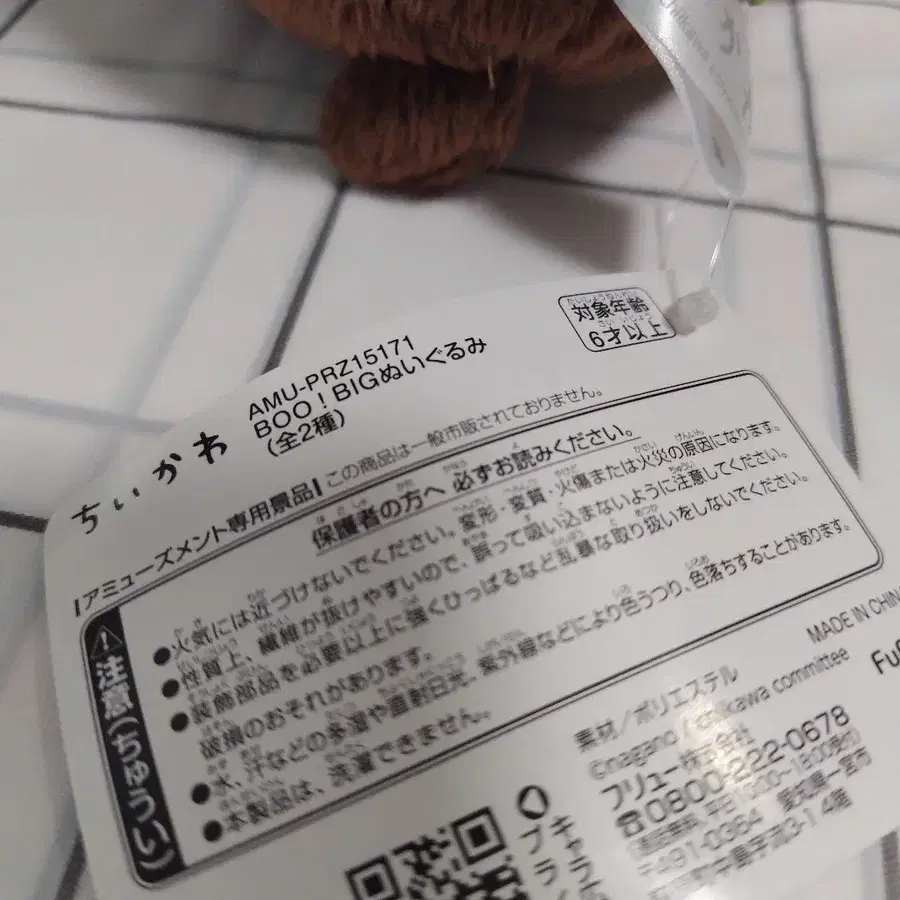 対象年齢
6才以上
ちいかわ
AMU-PRZ15171
BOO！BIGぬいぐるみ
(全2種)
アミューズメント専用景品 この商品は一般市販されておりません。
⚠注意(ちゅうい)
保護者の方へ 必ずお読みください。
●火気には近づけないでください。変形・変質・火傷または火災の原因になります。
●性質上、繊維が抜けやすいので、誤って吸い込まないように注意してください。
●装飾部品を必要以上に強くひっぱるなど乱暴な取り扱いをしないでください。
破損のおそれがあります。
●水、汗などの多湿や直射日光、紫外線などにより色うつり、色落ちすることがあります。
●本製品は、洗濯できません。
MADE IN CHIN
素材/ポリエステル
©nagano / chiikawa committee
フリュー株式会社
☎0800-222-0678
〒491-0364 愛知県一宮市